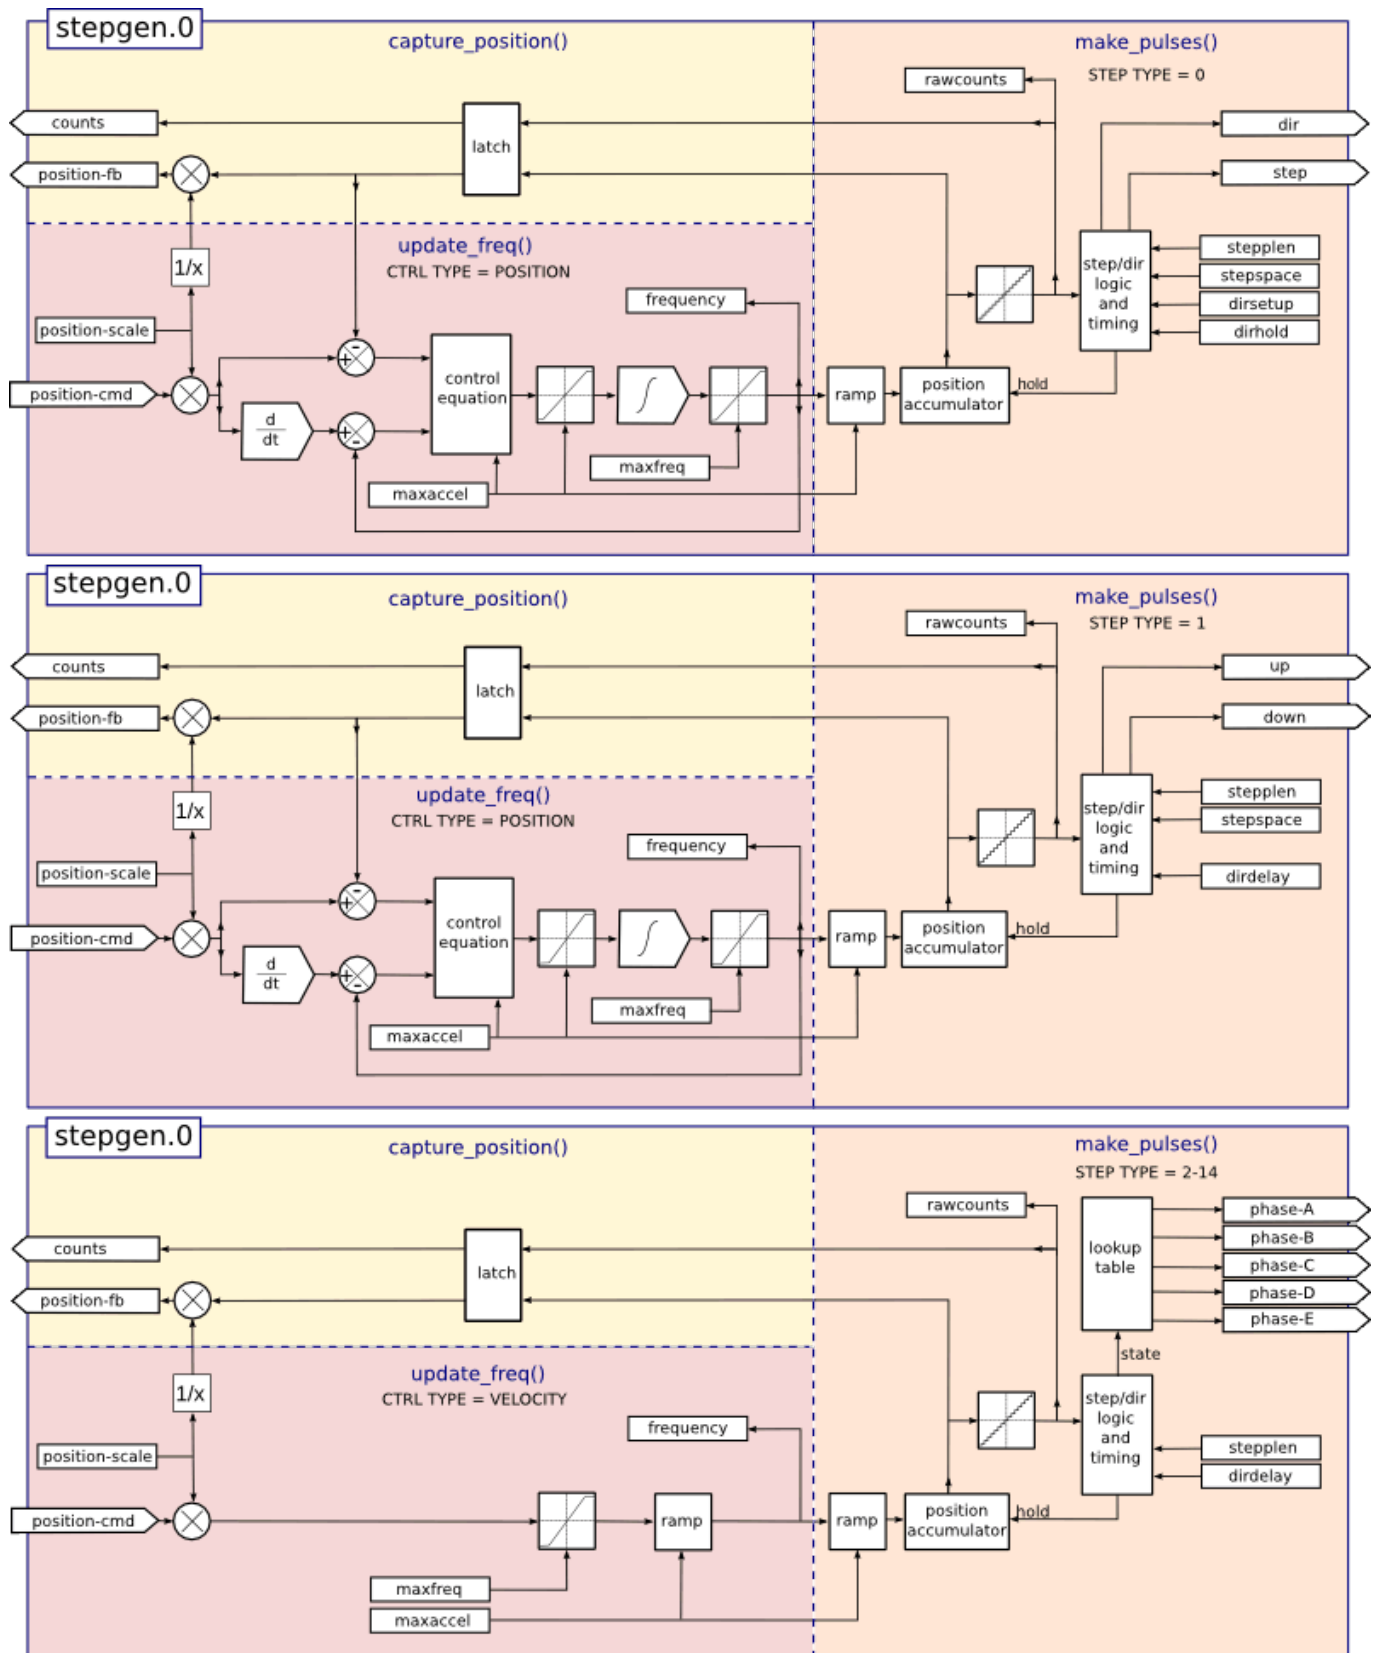 stepgen.0
capture_position()
make_pulses()
STEP TYPE = 0
rawcounts
counts
latch
dir
position-fb
step
update_freq()
CTRL TYPE = POSITION
1/x
frequency
position-scale
step/dir
logic
and
timing
stepplen
stepspace
dirsetup
dirhold
+
-
control
equation
position-cmd
ramp
position
accumulator
hold
d
dt
+
-
maxfreq
maxaccel
stepgen.0
capture_position()
make_pulses()
STEP TYPE = 1
rawcounts
counts
latch
up
position-fb
down
update_freq()
CTRL TYPE = POSITION
1/x
frequency
position-scale
step/dir
logic
and
timing
stepplen
stepspace
dirdelay
+
-
control
equation
position-cmd
ramp
position
accumulator
hold
d
dt
+
-
maxfreq
maxaccel
stepgen.0
capture_position()
make_pulses()
STEP TYPE = 2-14
rawcounts
counts
latch
lookup
table
phase-A
phase-B
phase-C
phase-D
phase-E
position-fb
state
update_freq()
CTRL TYPE = VELOCITY
1/x
frequency
position-scale
step/dir
logic
and
timing
stepplen
dirdelay
position-cmd
ramp
ramp
position
accumulator
hold
maxfreq
maxaccel